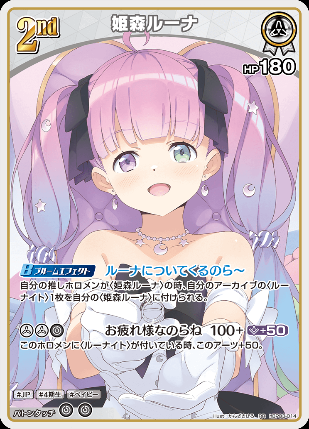 2nd
姫森ルーナ
HP180
ブルームエフェクト ルーナについてくるのら～
自分の推しホロメンが〈姫森ルーナ〉の時、自分のアーカイブの〈ルーナイト〉1枚を自分の〈姫森ルーナ〉に付けられる。
お疲れ様なのらね 100+ +50
このホロメンに〈ルーナイト〉が付いている時、このアーツ+50。
#JP #4期生 #ベイビー
バトンタッチ